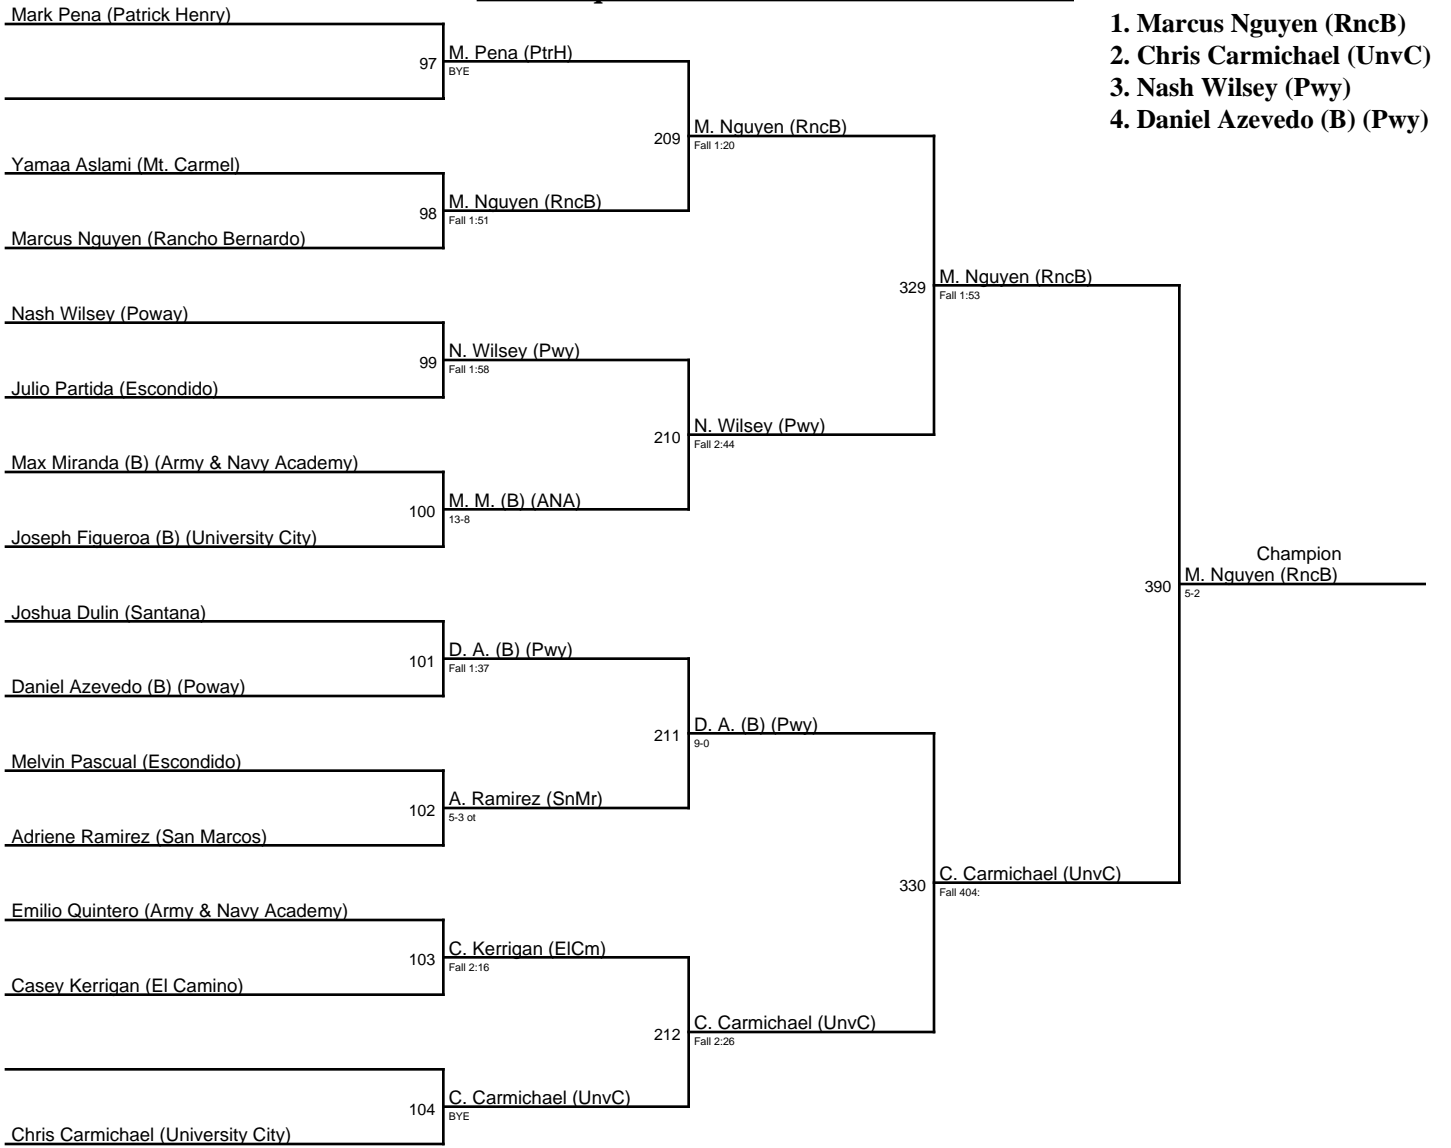 Mark Pena (Patrick Henry)
97
M. Pena (PtrH)
BYE
Yamaa Aslami (Mt. Carmel)
98
M. Nguyen (RncB)
Fall 1:51
Marcus Nguyen (Rancho Bernardo)
209
M. Nguyen (RncB)
Fall 1:20
Nash Wilsey (Poway)
99
N. Wilsey (Pwy)
Fall 1:58
Julio Partida (Escondido)
Max Miranda (B) (Army & Navy Academy)
100
M. M. (B) (ANA)
13-8
Joseph Figueroa (B) (University City)
210
N. Wilsey (Pwy)
Fall 2:44
329
M. Nguyen (RncB)
Fall 1:53
Joshua Dulin (Santana)
101
D. A. (B) (Pwy)
Fall 1:37
Daniel Azevedo (B) (Poway)
Melvin Pascual (Escondido)
102
A. Ramirez (SnMr)
5-3 ot
Adriene Ramirez (San Marcos)
211
D. A. (B) (Pwy)
9-0
Emilio Quintero (Army & Navy Academy)
103
C. Kerrigan (ElCm)
Fall 2:16
Casey Kerrigan (El Camino)
104
C. Carmichael (UnvC)
BYE
Chris Carmichael (University City)
212
C. Carmichael (UnvC)
Fall 2:26
330
C. Carmichael (UnvC)
Fall 404:
390
Champion
M. Nguyen (RncB)
5-2
1. Marcus Nguyen (RncB)
2. Chris Carmichael (UnvC)
3. Nash Wilsey (Pwy)
4. Daniel Azevedo (B) (Pwy)